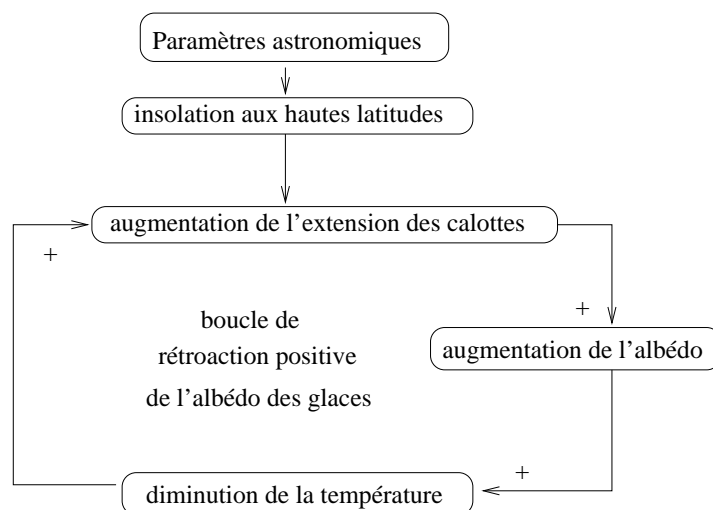 Paramètres astronomiques
insolation aux hautes latitudes
augmentation de l'extension des calottes
+
+
boucle de
rétroaction positive
de l'albédo des glaces
augmentation de l'albédo
+
diminution de la température